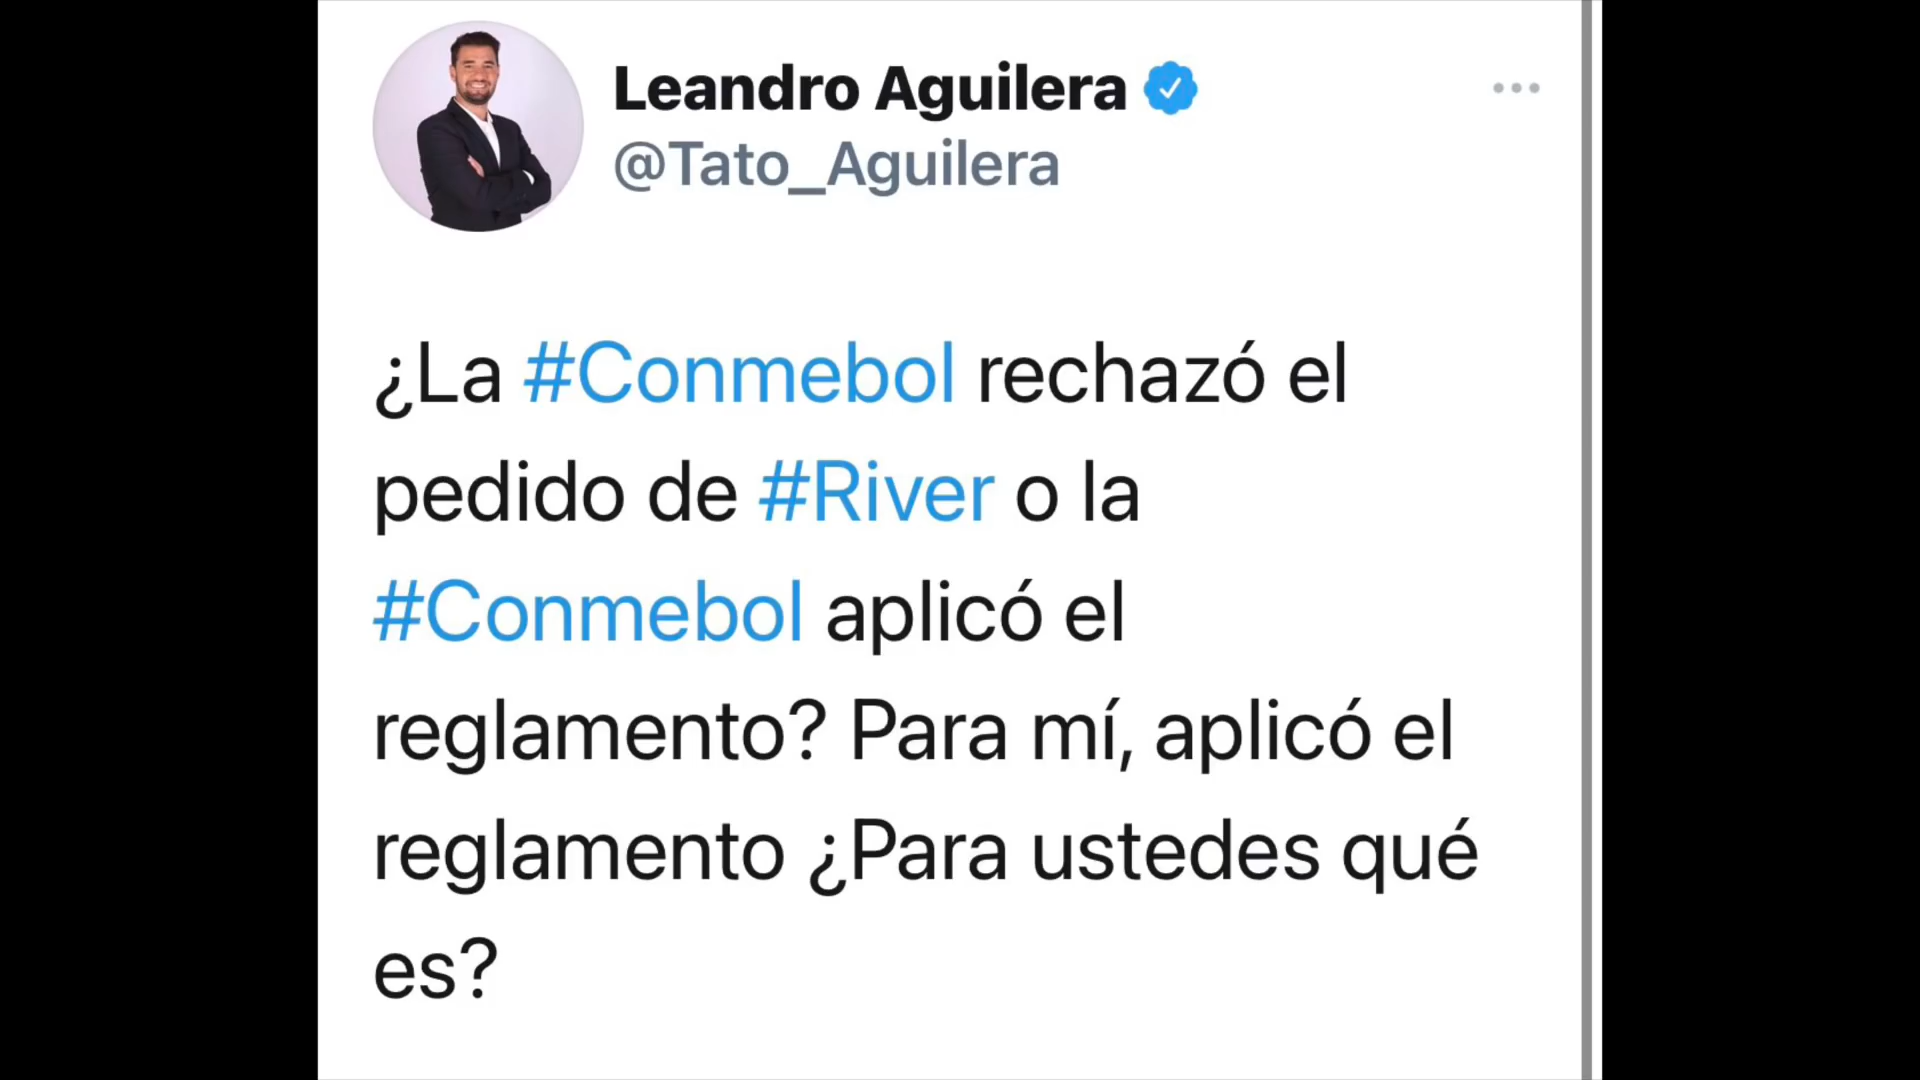 Leandro Aguilera
@Tato_Aguilera
¿La #Conmebol rechazó el
pedido de #River o la
#Conmebol aplicó el
reglamento? Para mí, aplicó el
reglamento ¿Para ustedes qué
es?